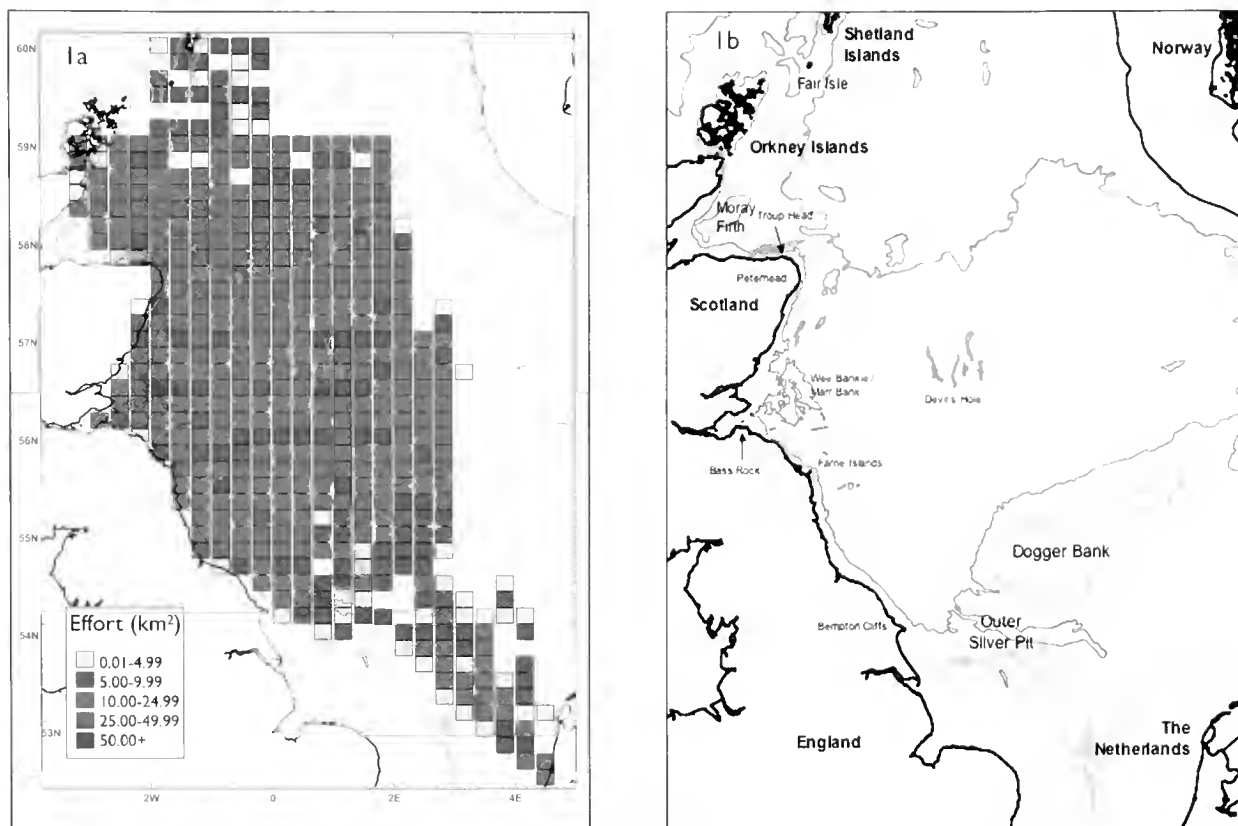 1a
60N
59N
58N
57N
56N
55N
54N
53N
Effort (km²)
0.01-4.99
5.00-9.99
10.00-24.99
25.00-49.99
50.00+
2W
0
2E
4E
1b
Shetland
Islands
Norway
Fair Isle
Orkney Islands
Moray
Firth
Troup Head
Peterhead
Scotland
Wee Bankie /
Marr Bank
Devil's Hole
Bass Rock
Farne Islands
Dogger Bank
Outer
Silver Pit
Bempton Cliffs
England
The
Netherlands